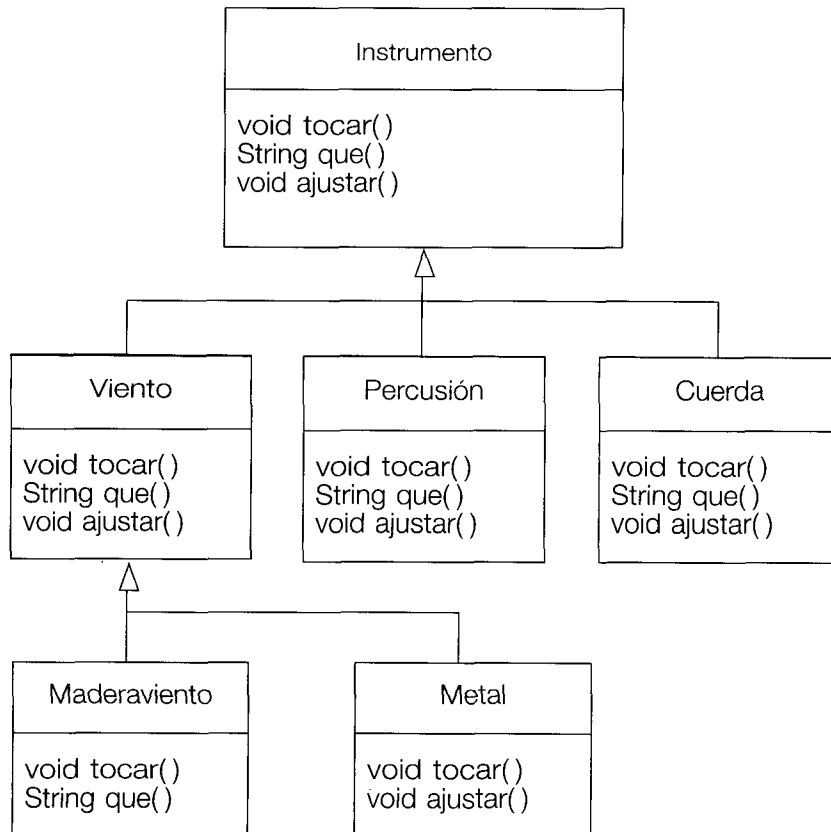 Instrumento
void tocar()
String que()
void ajustar()
Viento
void tocar()
String que()
void ajustar()
Percusión
void tocar()
String que()
void ajustar()
Cuerda
void tocar()
String que()
void ajustar()
Maderaviento
void tocar()
String que()
Metal
void tocar()
void ajustar()